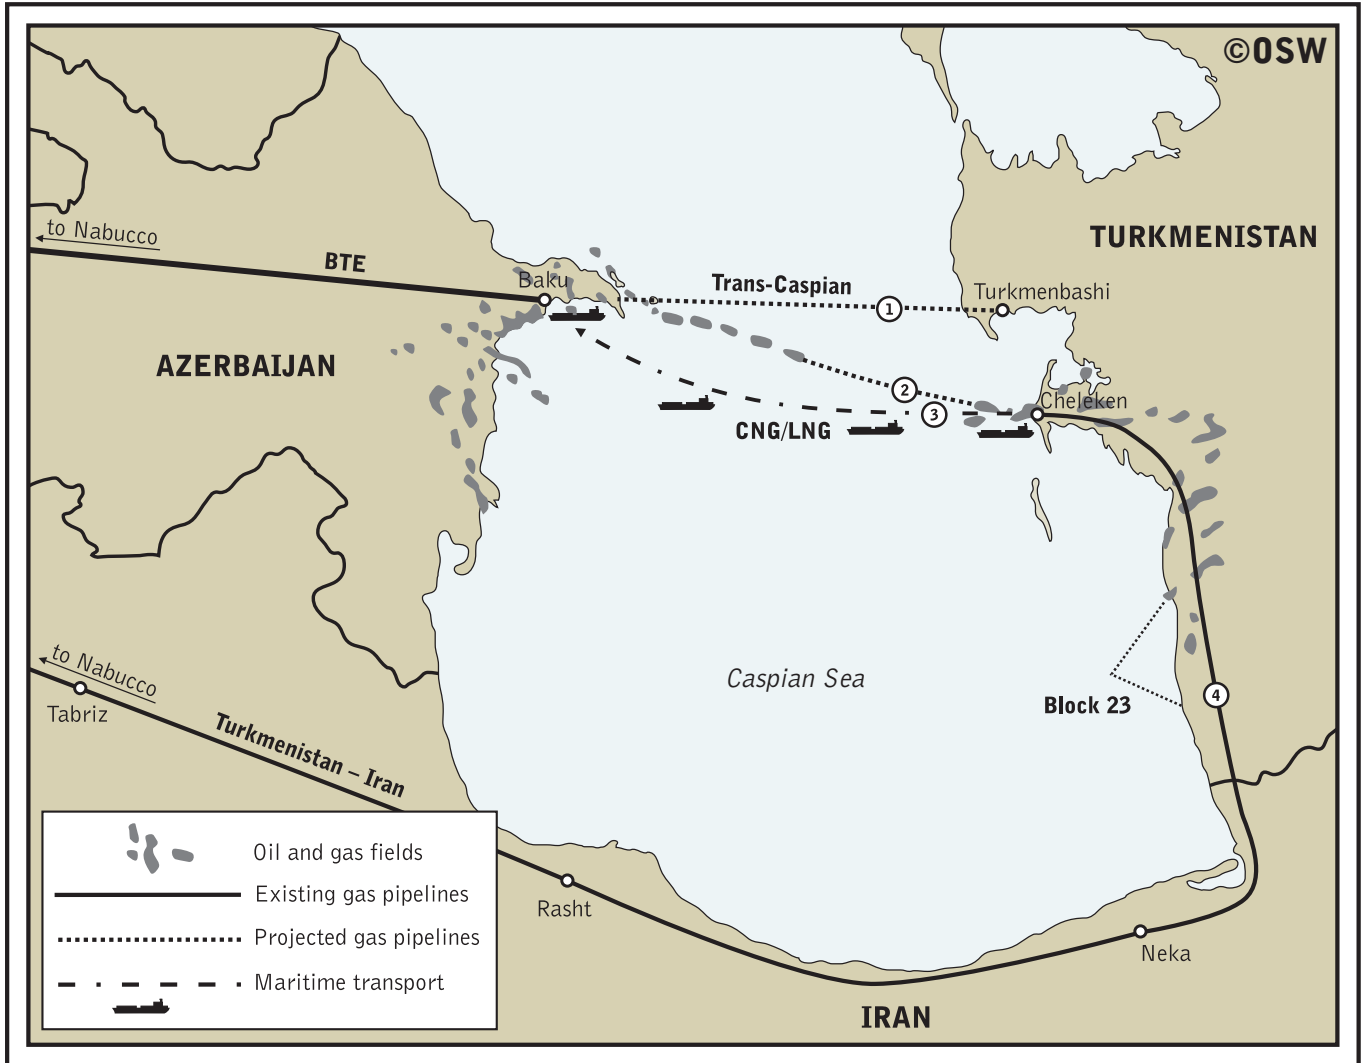 ©OSW
to Nabucco
BTE
Baku
Trans-Caspian
1
Turkmenbashi
TURKMENISTAN
AZERBAIJAN
2
3
Cheleken
CNG/LNG
Caspian Sea
Block 23
4
to Nabucco
Tabriz
Turkmenistan – Iran
Rasht
Neka
IRAN
Oil and gas fields
Existing gas pipelines
Projected gas pipelines
Maritime transport